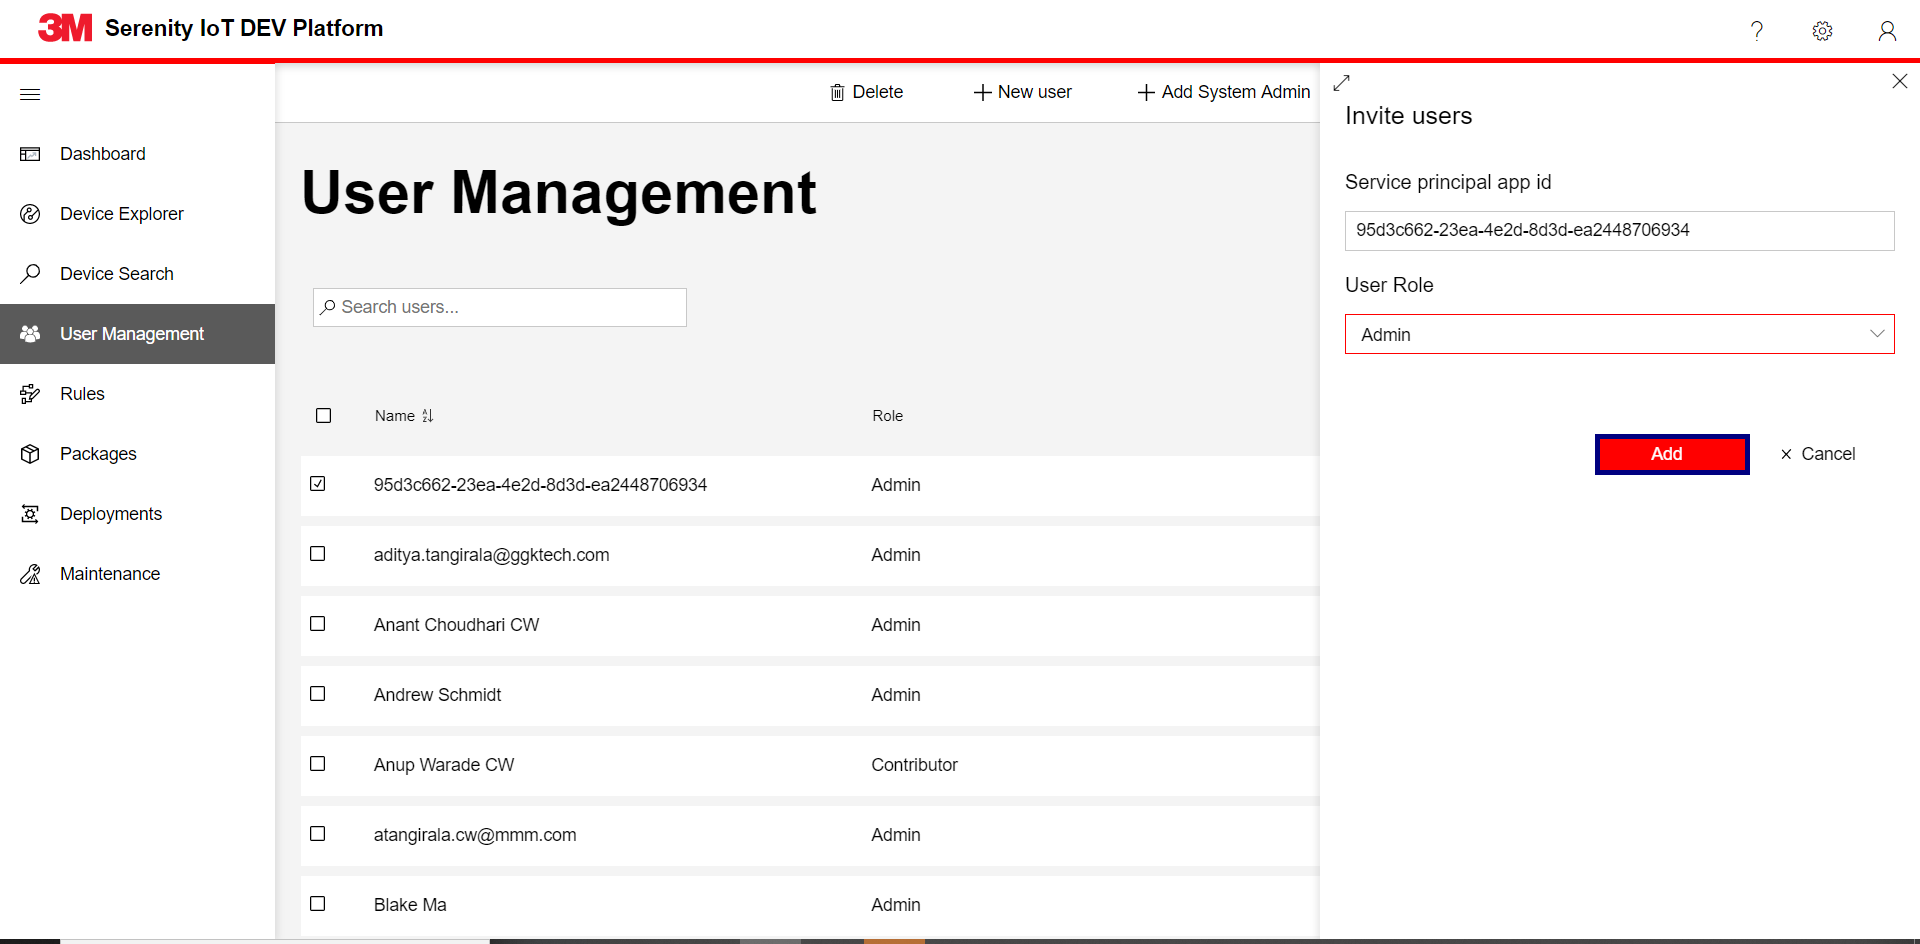 3M Serenity IoT DEV Platform
?
Delete
New user
Add System Admin
Dashboard
Device Explorer
Device Search
User Management
Rules
Packages
Deployments
Maintenance
User Management
Search users...
Name
Role
95d3c662-23ea-4e2d-8d3d-ea2448706934 Admin
aditya.tangirala@ggktech.com Admin
Anant Choudhari CW Admin
Andrew Schmidt Admin
Anup Warade CW Contributor
atangirala.cw@mmm.com Admin
Blake Ma Admin
Invite users
Service principal app id
95d3c662-23ea-4e2d-8d3d-ea2448706934
User Role
Admin
Add
Cancel